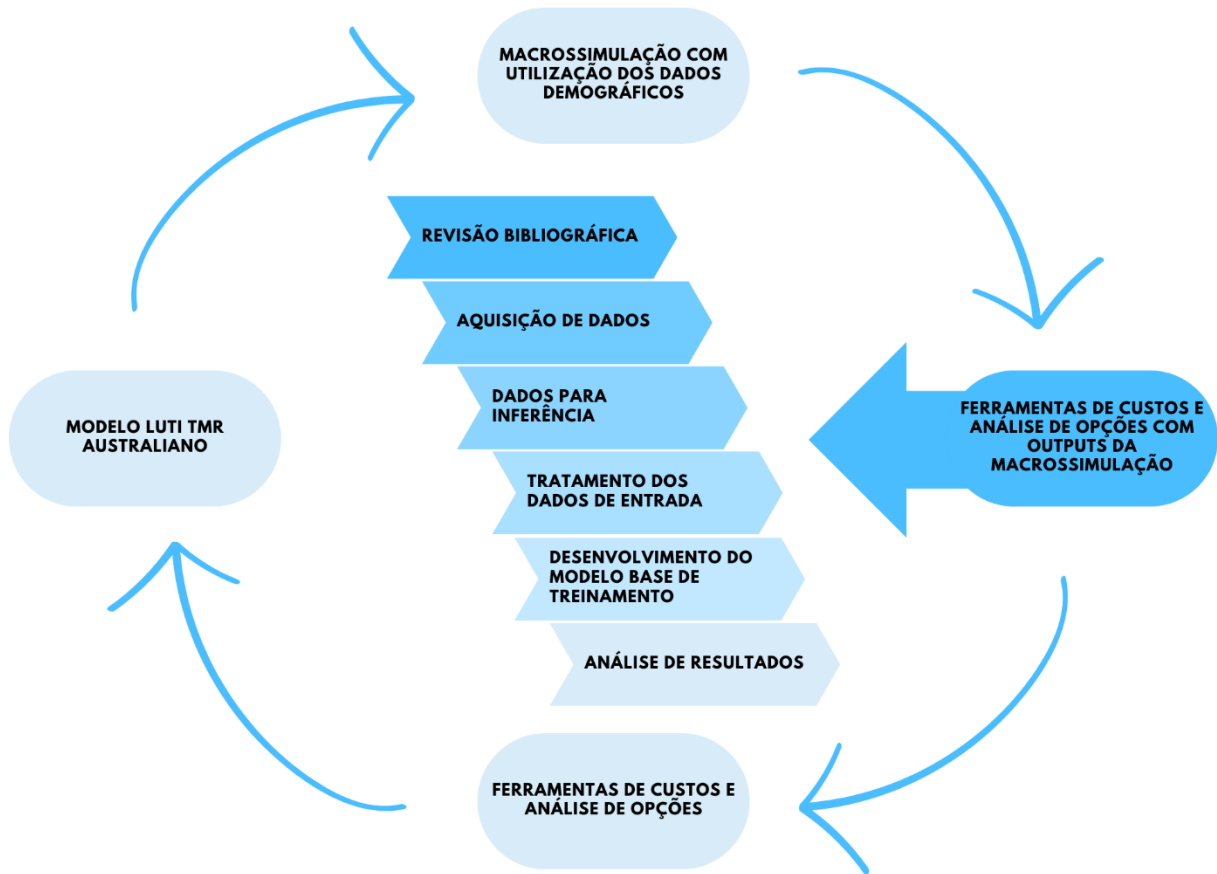 MACROSSIMULAÇÃO COM
UTILIZAÇÃO DOS DADOS
DEMOGRÁFICOS
REVISÃO BIBLIOGRÁFICA
AQUISIÇÃO DE DADOS
DADOS PARA
INFERÊNCIA
MODELO LUTI TMR
AUSTRALIANO
FERRAMENTAS DE CUSTOS E
ANÁLISE DE OPÇÕES COM
OUTPUTS DA
MACROSSIMULAÇÃO
TRATAMENTO DOS
DADOS DE ENTRADA
DESENVOLVIMENTO DO
MODELO BASE DE
TREINAMENTO
ANÁLISE DE RESULTADOS
FERRAMENTAS DE CUSTOS E
ANÁLISE DE OPÇÕES